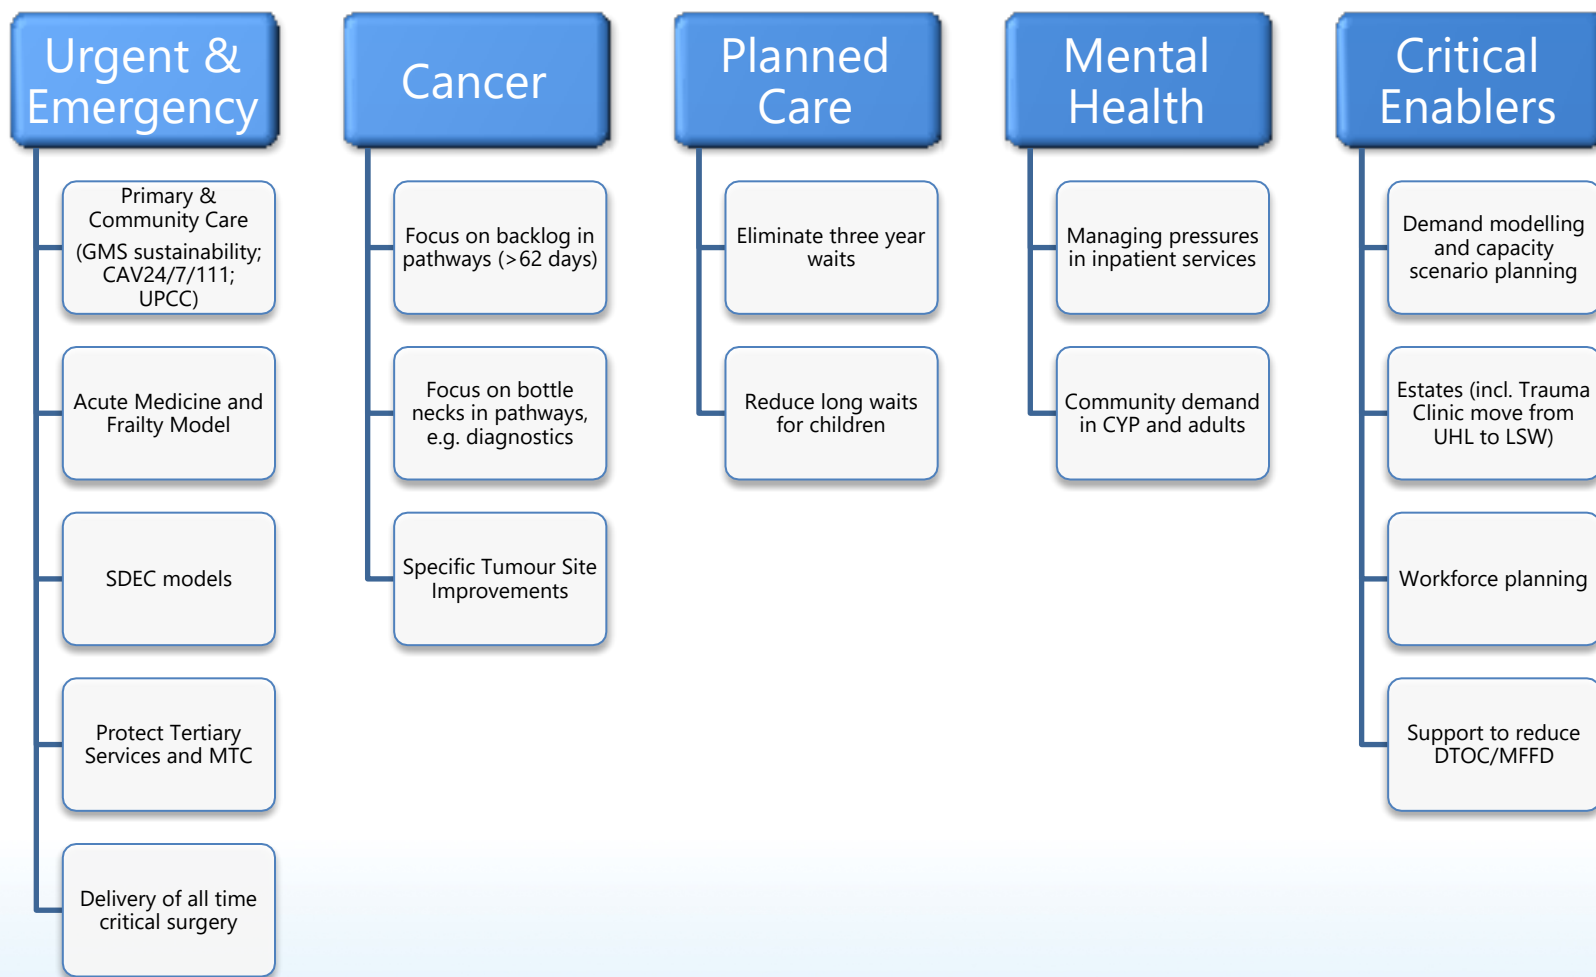 Urgent &
Emergency
Primary &
Community Care
(GMS sustainability;
CAV24/7/111;
UPCC)
Acute Medicine and
Frailty Model
SDEC models
Protect Tertiary
Services and MTC
Delivery of all time
critical surgery
Cancer
Focus on backlog in
pathways (>62 days)
Focus on bottle
necks in pathways,
e.g. diagnostics
Specific Tumour Site
Improvements
Planned
Care
Eliminate three year
waits
Reduce long waits
for children
Mental
Health
Managing pressures
in inpatient services
Community demand
in CYP and adults
Critical
Enablers
Demand modelling
and capacity
scenario planning
Estates (incl. Trauma
Clinic move from
UHL to LSW)
Workforce planning
Support to reduce
DTOC/MFFD